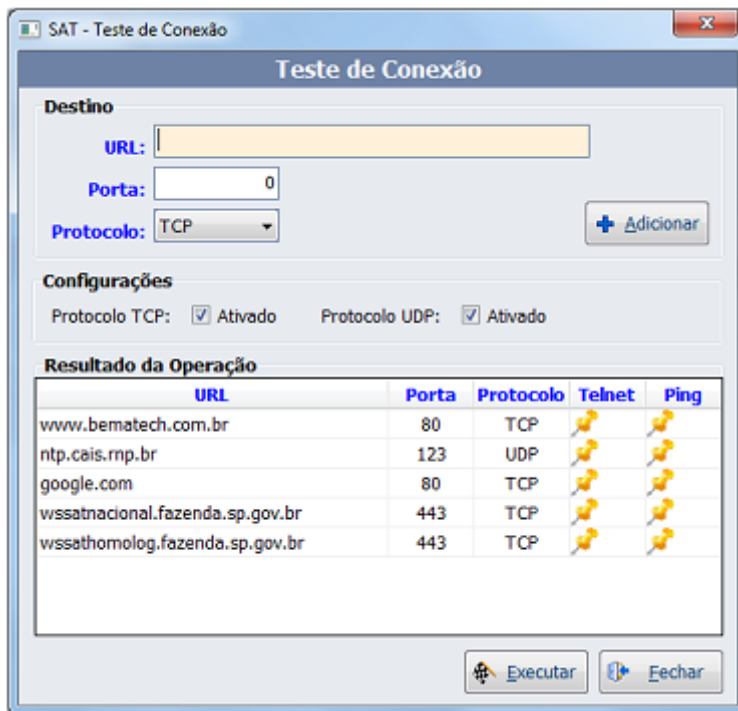 SAT - Teste de Conexão
Teste de Conexão
Destino
URL:
Porta: 0
Protocolo: TCP
Adicionar
Configurações
Protocolo TCP: Ativado Protocolo UDP: Ativado
Resultado da Operação
URL Porta Protocolo Telnet Ping
www.bematech.com.br 80 TCP
ntp.cais.rnp.br 123 UDP
google.com 80 TCP
wssatnacional.fazenda.sp.gov.br 443 TCP
wssathomolog.fazenda.sp.gov.br 443 TCP
Executar Fechar